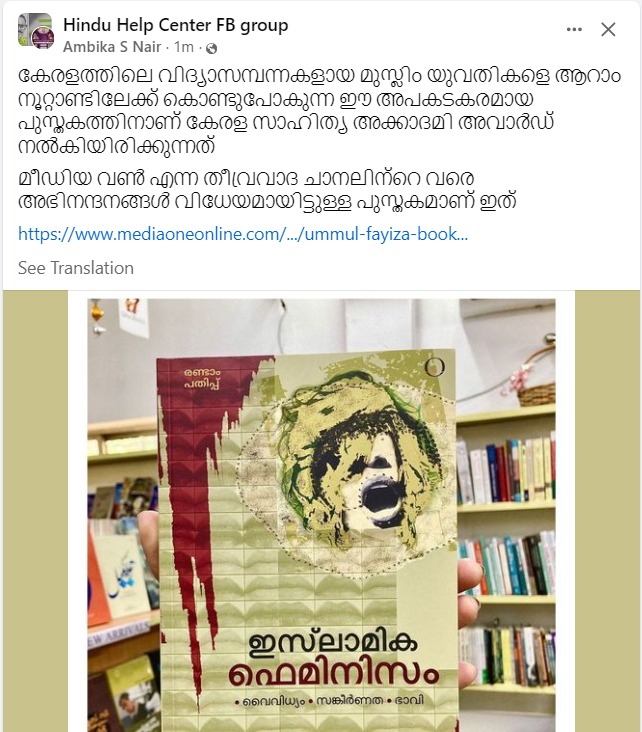 Hindu Help Center FB group
Ambika S Nair · 1m ·
കേരളത്തിലെ വിദ്യാസമ്പന്നകളായ മുസ്ലിം യുവതികളെ ആറാം
നൂറ്റാണ്ടിലേക്ക് കൊണ്ടുപോകുന്ന ഈ അപകടകരമായ
പുസ്തകത്തിനാണ് കേരള സാഹിത്യ അക്കാദമി അവാർഡ്
നൽകിയിരിക്കുന്നത്
മീഡിയ വൺ എന്ന തീവ്രവാദ ചാനലിന്റെ വരെ
അഭിനന്ദനങ്ങൾ വിധേയമായിട്ടുള്ള പുസ്തകമാണ് ഇത്
https://www.mediaoneonline.com/.../ummul-fayiza-book...
See Translation
രണ്ടാം
പതിപ്പ്
NEW ARRIVALS
ഇസ്‌ലാമിക
ഫെമിനിസം
• വൈവിധ്യം • സങ്കീർണത • ഭാവി